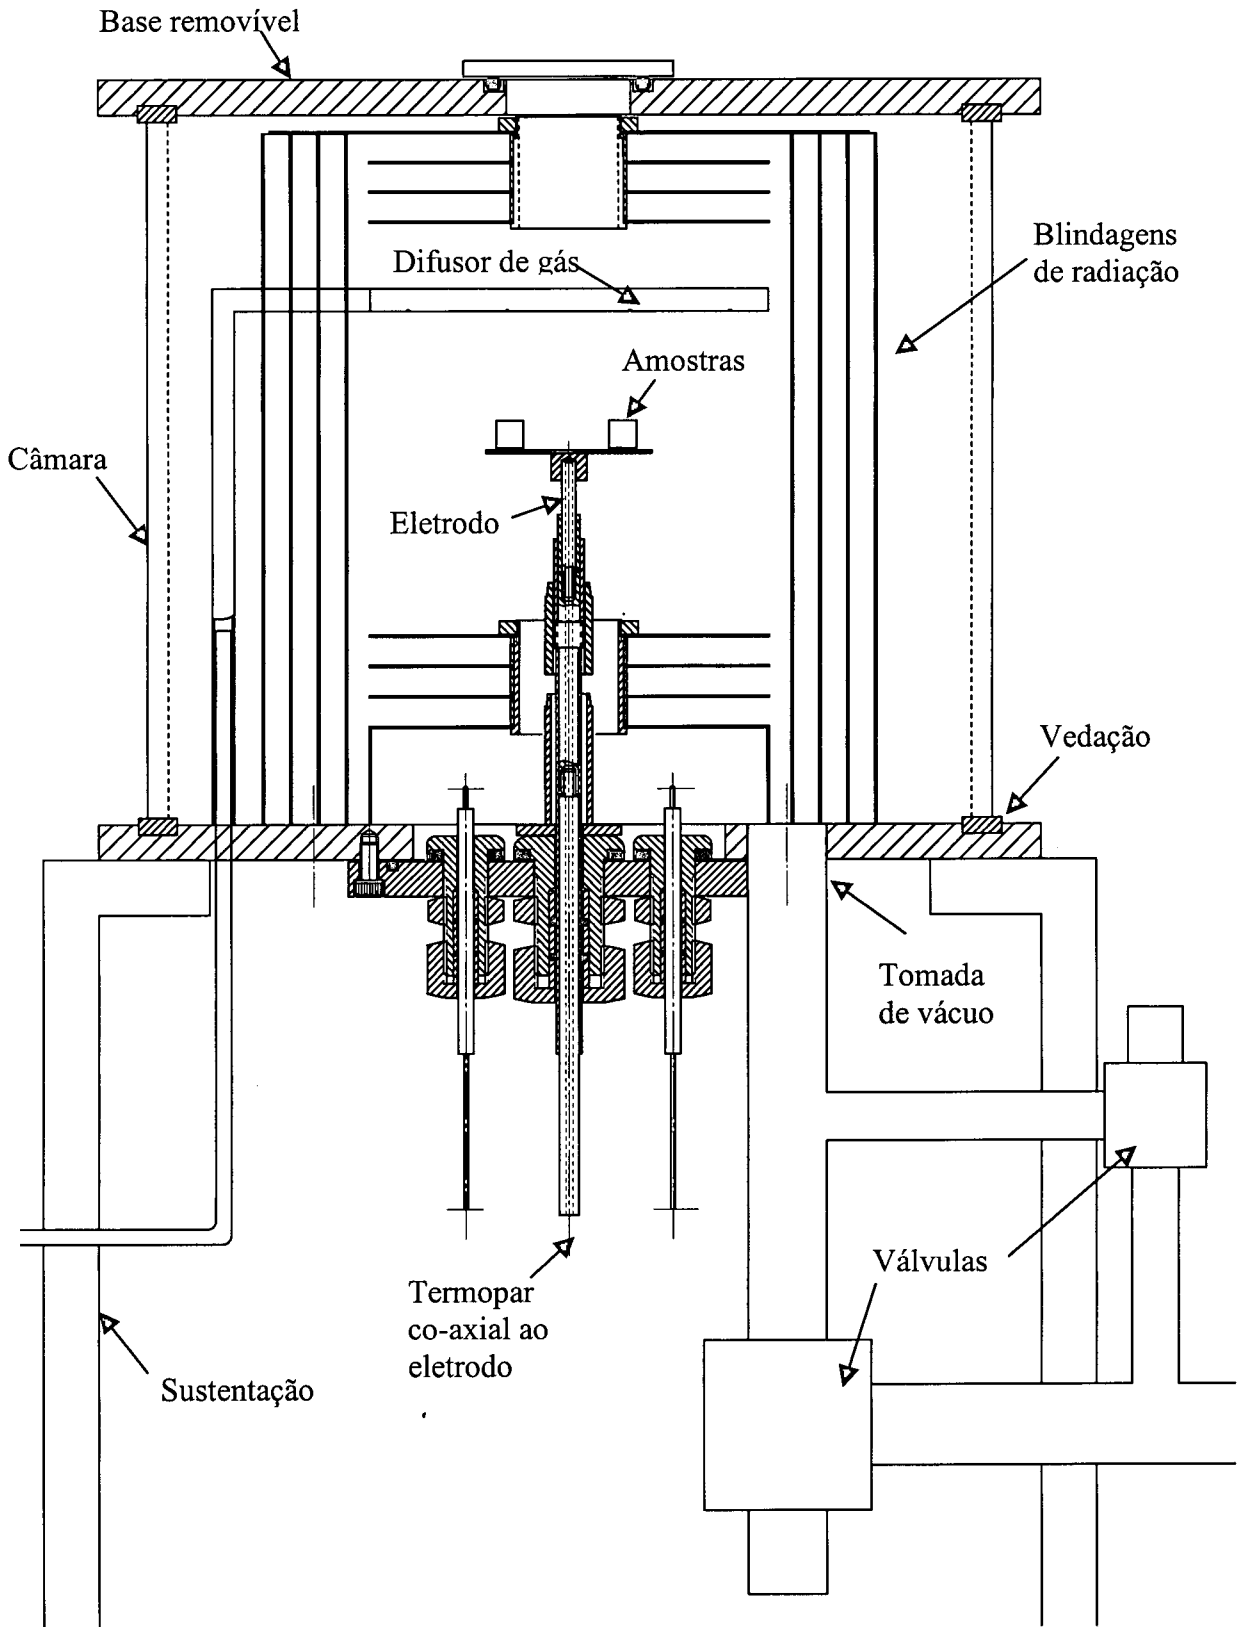 Base removível
Difusor de gás
Blindagens
de radiação
Amostras
Câmara
Eletrodo
Vedação
Tomada
de vácuo
Válvulas
Termopar
co-axial ao
eletrodo
Sustentação